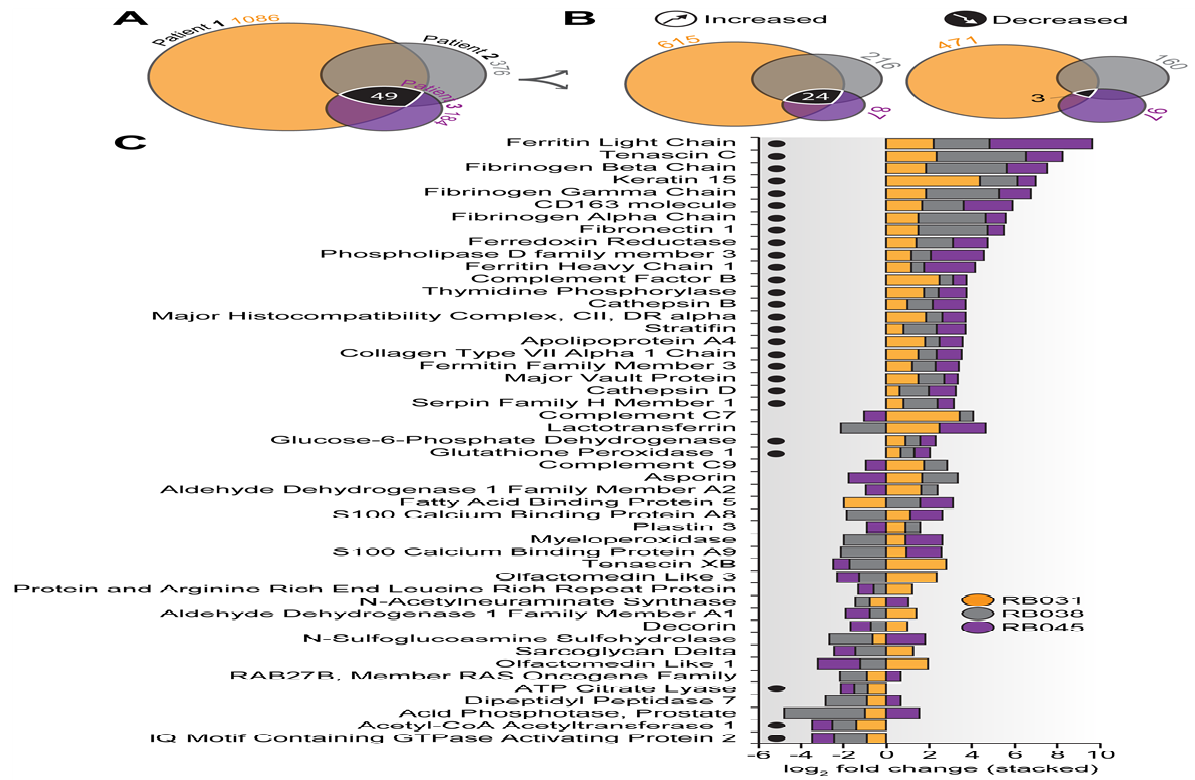 A
Patient 1 1086
Patient 2 376
Patient 3 184
49
B
Increased
Decreased
615
216
87
24
471
160
97
3
C
Ferritin Light Chain
Tenascin C
Fibrinogen Beta Chain
Keratin 15
Fibrinogen Gamma Chain
CD163 molecule
Fibrinogen Alpha Chain
Fibronectin 1
Ferredoxin Reductase
Phospholipase D family member 3
Ferritin Heavy Chain 1
Complement Factor B
Thymidine Phosphorylase
Cathepsin B
Major Histocompatibility Complex, CII, DR alpha
Stratifin
Apolipoprotein A4
Collagen Type VII Alpha 1 Chain
Fermitin Family Member 3
Major Vault Protein
Cathepsin D
Serpin Family H Member 1
Complement C7
Lactotransferrin
Glucose-6-Phosphate Dehydrogenase
Glutathione Peroxidase 1
Complement C9
Asporin
Aldehyde Dehydrogenase 1 Family Member A2
Fatty Acid Binding Protein 5
S100 Calcium Binding Protein A8
Plastin 3
Myeloperoxidase
S100 Calcium Binding Protein A9
Tenascin XB
Olfactomedin Like 3
Protein and Arginine Rich End Leucine Rich Repeat Protein
N-Acetylneuraminate Synthase
Aldehyde Dehydrogenase 1 Family Member A1
Decorin
N-Sulfoglucoasmine Sulfohydrolase
Sarcoglycan Delta
Olfactomedin Like 1
RAB27B, Member RAS Oncogene Family
ATP Citrate Lyase
Dipeptidyl Peptidase 7
Acid Phosphotase, Prostate
Acetyl-CoA Acetyltransferase 1
IQ Motif Containing GTPase Activating Protein 2
RB031
RB038
RB045
-6 -4 -2 0 2 4 6 8 10
log2 fold change (stacked)